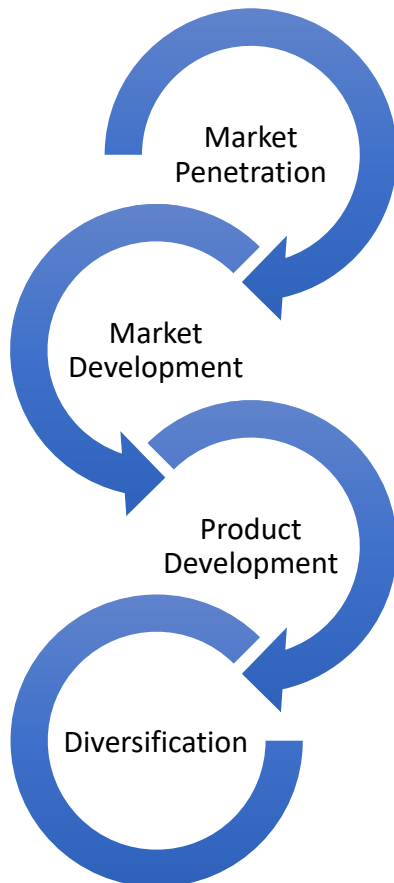 Market
Penetration
Market
Development
Product
Development
Diversification